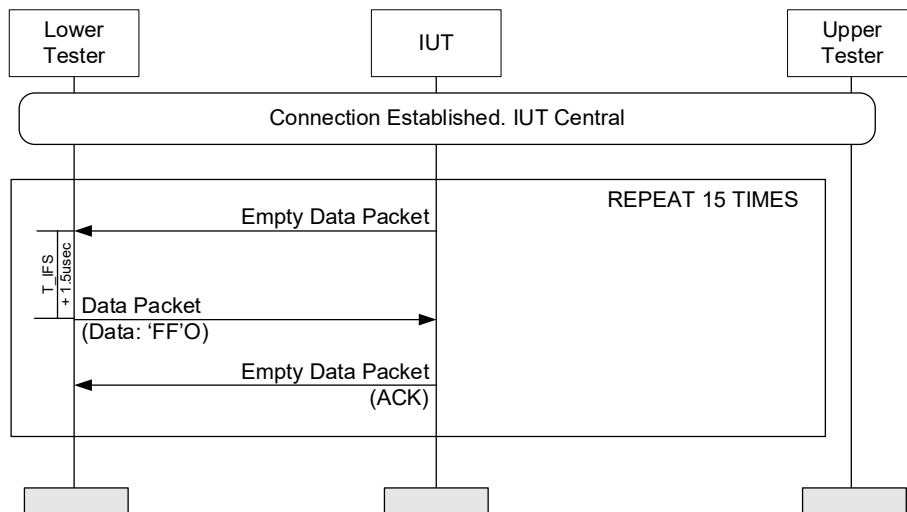 Lower
Tester
IUT
Upper
Tester
Connection Established. IUT Central
REPEAT 15 TIMES
Empty Data Packet
T_IFS
+ 1.5usec
Data Packet
(Data: ‘FF’O)
Empty Data Packet
(ACK)